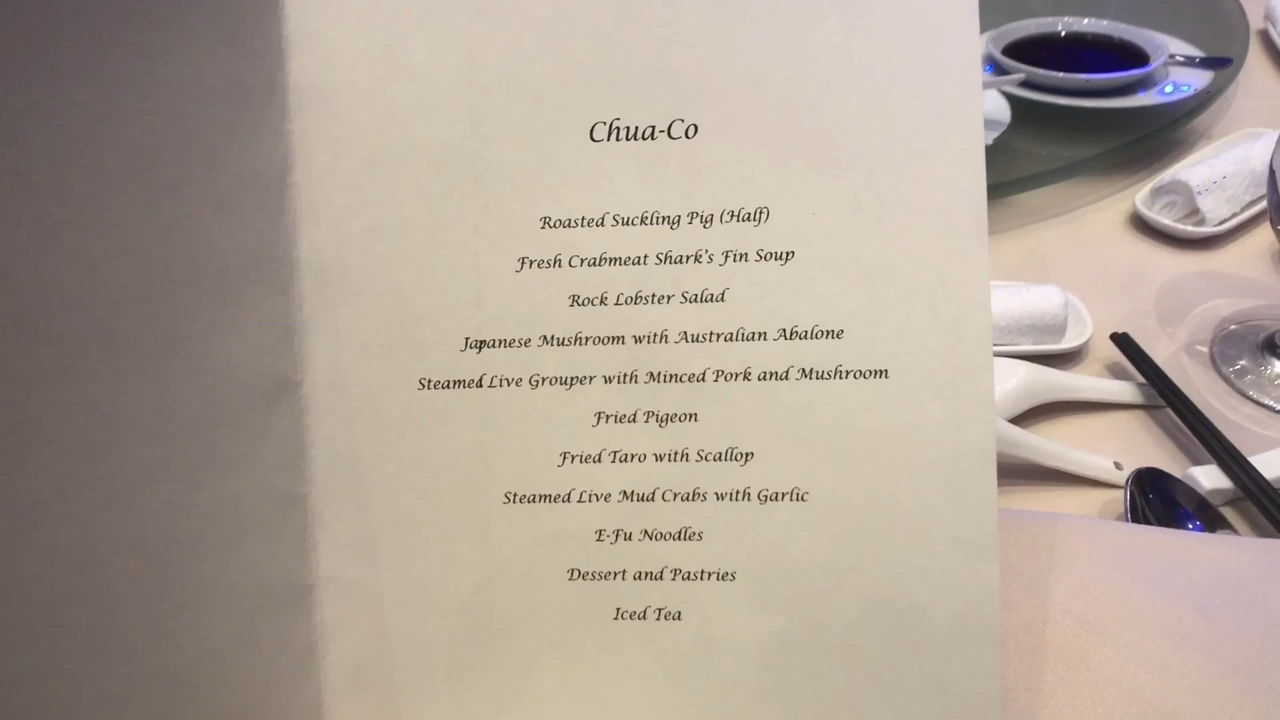 Chua-Co
Roasted Suckling Pig (Half)
Fresh Crabmeat Shark's Fin Soup
Rock Lobster Salad
Japanese Mushroom with Australian Abalone
Steamed Live Grouper with Minced Pork and Mushroom
Fried Pigeon
Fried Taro with Scallop
Steamed Live Mud Crabs with Garlic
E-Fu Noodles
Dessert and Pastries
Iced Tea